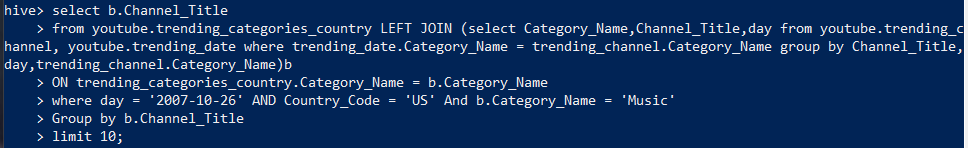 hive> select b.Channel_Title
    > from youtube.trending_categories_country LEFT JOIN (select Category_Name,Channel_Title,day from youtube.trending_c
hannel, youtube.trending_date where trending_date.Category_Name = trending_channel.Category_Name group by Channel_Title,
day,trending_channel.Category_Name)b
    > ON trending_categories_country.Category_Name = b.Category_Name
    > where day = '2007-10-26' AND Country_Code = 'US' And b.Category_Name = 'Music'
    > Group by b.Channel_Title
    > limit 10;